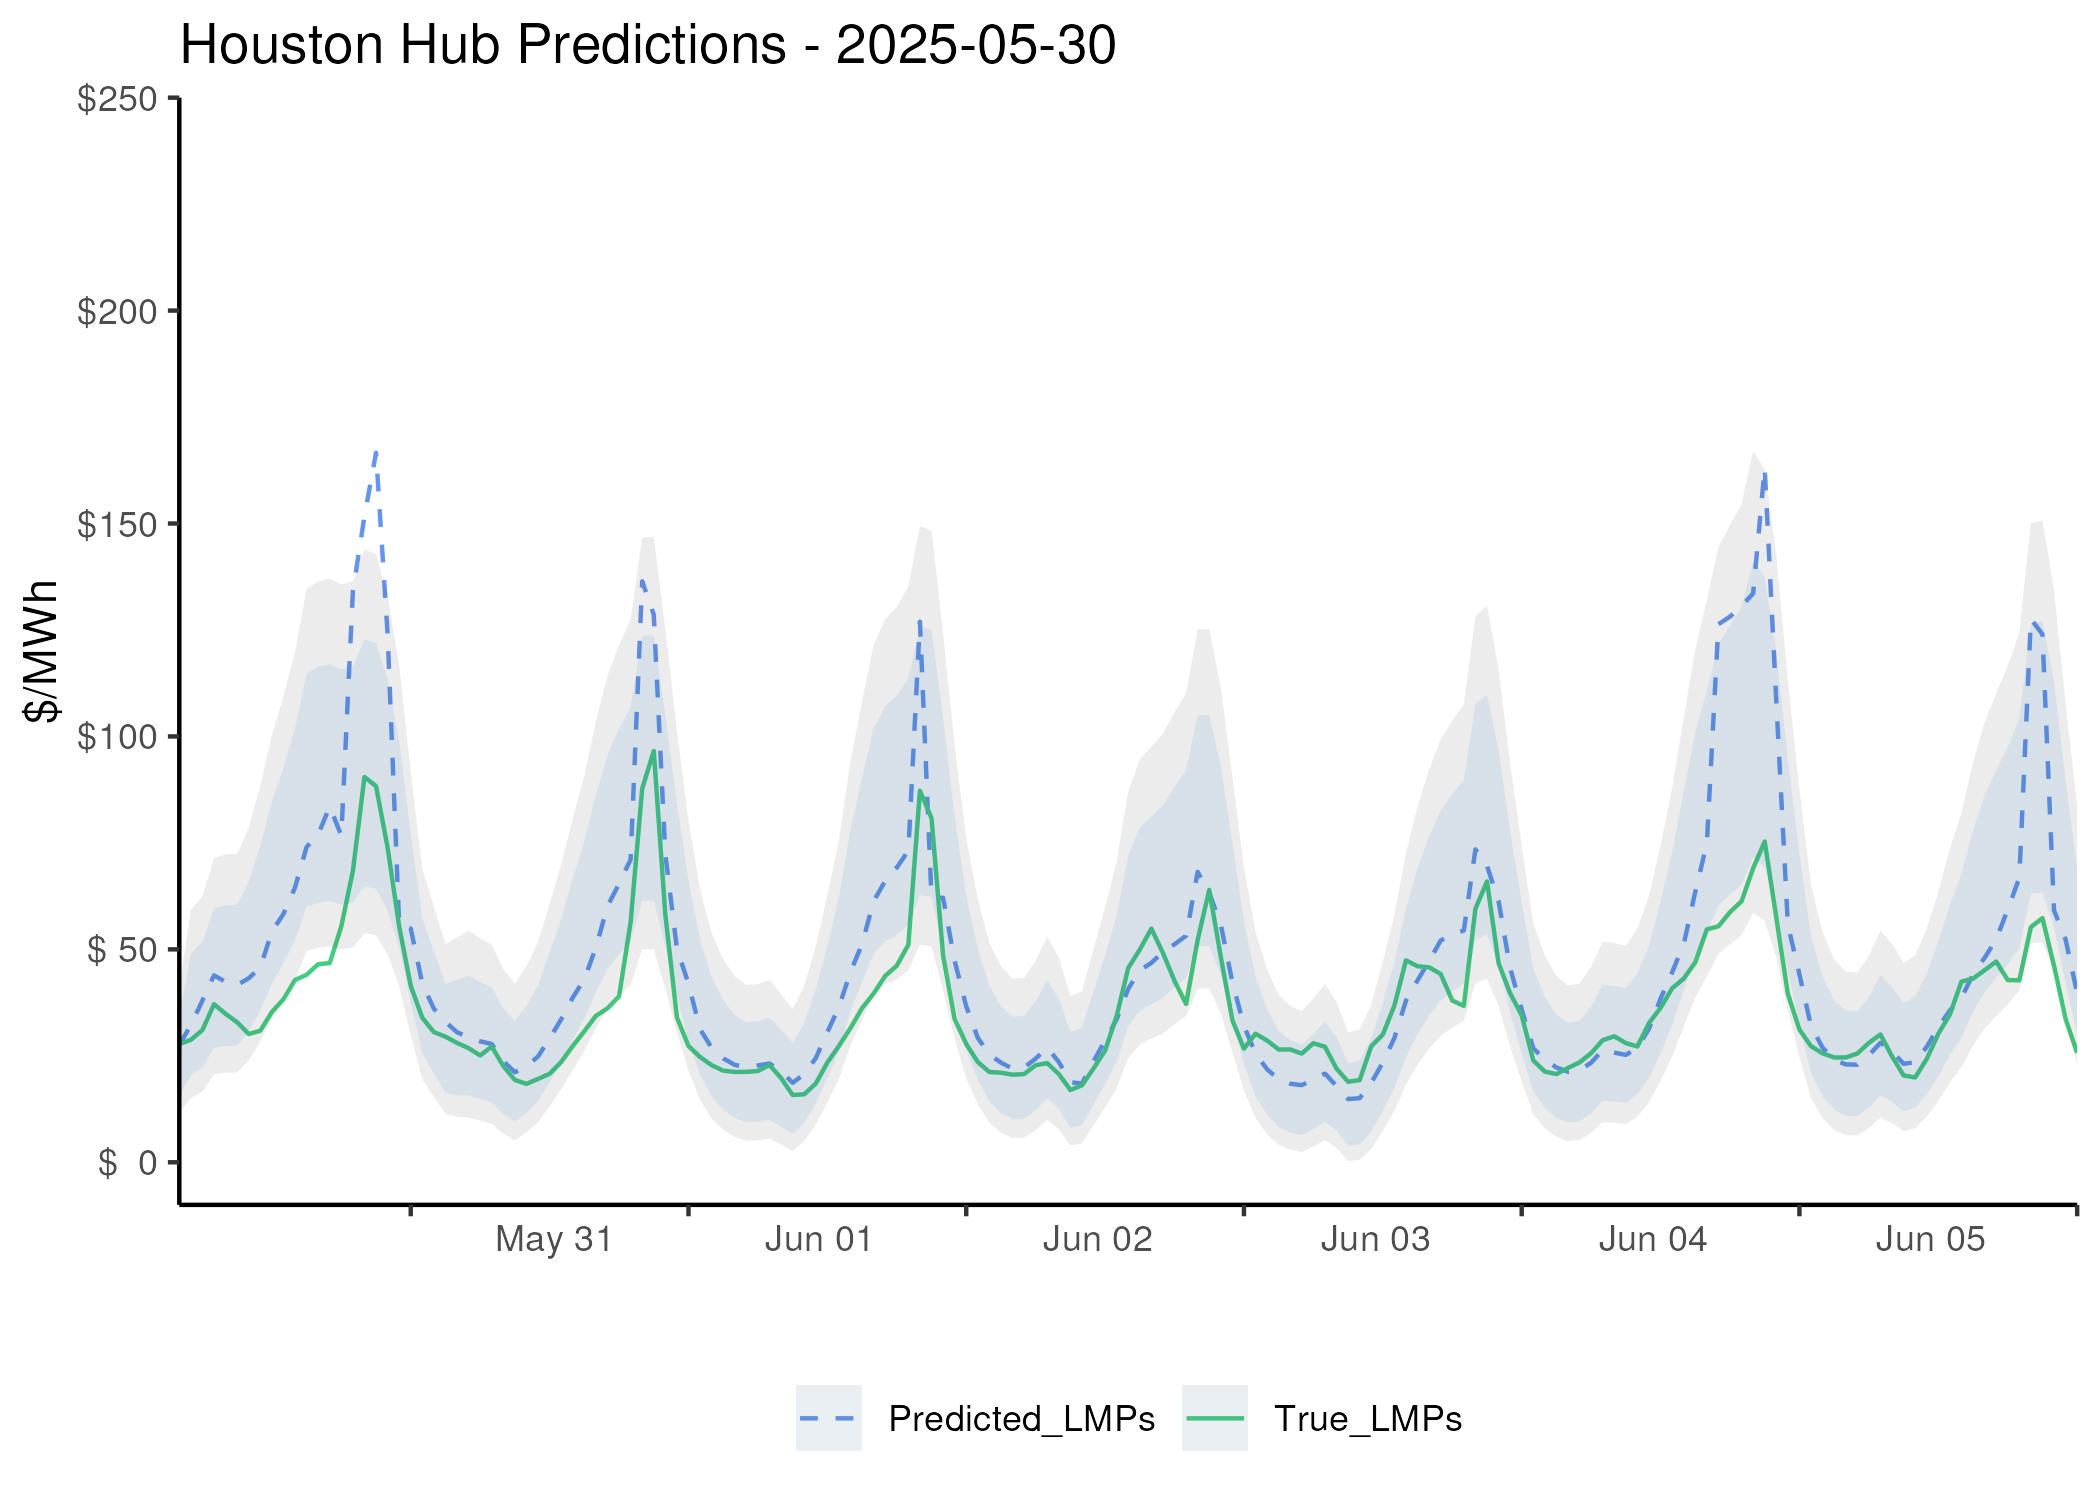 Houston Hub Predictions - 2025-05-30
$250
$200
$150
$100
$ 50
$  0
$/MWh
May 31
Jun 01
Jun 02
Jun 03
Jun 04
Jun 05
Predicted_LMPs
True_LMPs